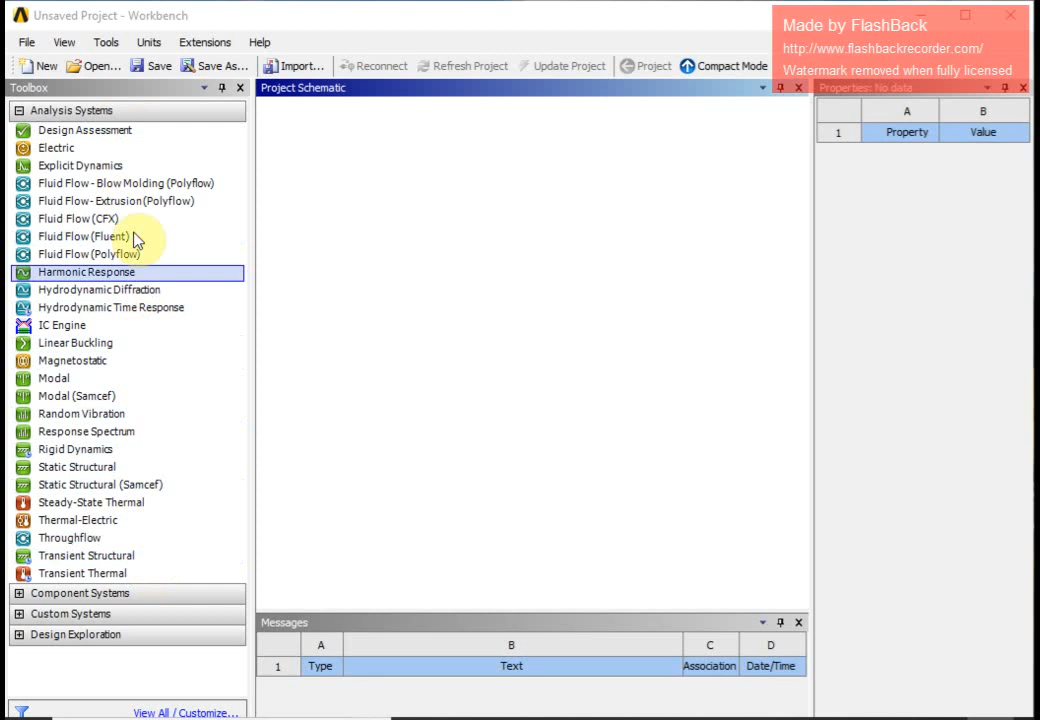 Unsaved Project - Workbench
Made by FlashBack
http://www.flashbackrecorder.com/
Watermark removed when fully licensed
File View Tools Units Extensions Help
New Open... Save Save As... Import... Reconnect Refresh Project Update Project Project Compact Mode
Toolbox
Project Schematic
Properties: No data
Analysis Systems
Design Assessment
Electric
Explicit Dynamics
Fluid Flow - Blow Molding (Polyflow)
Fluid Flow- Extrusion(Polyflow)
Fluid Flow (CFX)
Fluid Flow (Fluent)
Fluid Flow (Polyflow)
Harmonic Response
Hydrodynamic Diffraction
Hydrodynamic Time Response
IC Engine
Linear Buckling
Magnetostatic
Modal
Modal (Samcef)
Random Vibration
Response Spectrum
Rigid Dynamics
Static Structural
Static Structural (Samcef)
Steady-State Thermal
Thermal-Electric
Throughflow
Transient Structural
Transient Thermal
Component Systems
Custom Systems
Design Exploration
View All / Customize...
A B
1 Property Value
Messages
A B C D
1 Type Text Association Date/Time